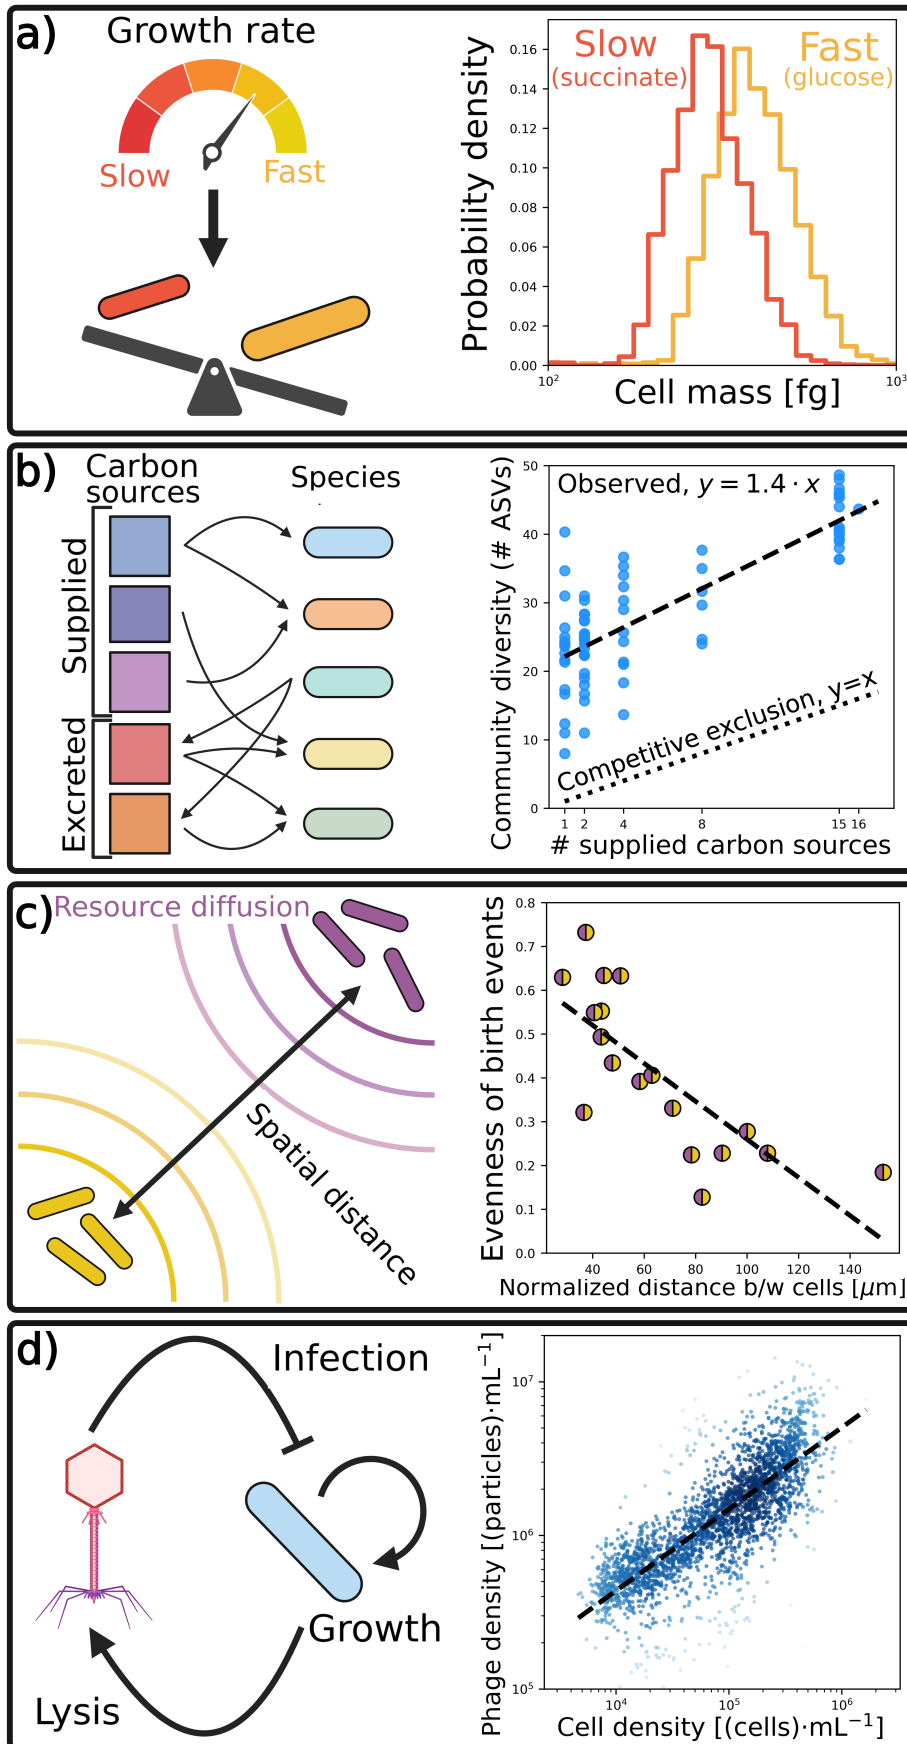 a)
Growth rate
Slow
Fast
Probability density
0.16
0.14
0.12
0.10
0.08
0.06
0.04
0.02
0.00
Slow
(succinate)
Fast
(glucose)
10²
10³
Cell mass [fg]
b)
Carbon
sources
Species
Supplied
Excreted
Community diversity (# ASVs)
50
40
30
20
10
0
Observed, y = 1.4 · x
Competitive exclusion, y=x
1 2 4 8 15 16
# supplied carbon sources
c)
Resource diffusion
Spatial distance
Evenness of birth events
0.8
0.7
0.6
0.5
0.4
0.3
0.2
0.1
0.0
40 60 80 100 120 140
Normalized distance b/w cells [μm]
d)
Infection
Growth
Lysis
Phage density [(particles)·mL⁻¹]
10⁷
10⁶
10⁵
10⁴ 10⁵ 10⁶
Cell density [(cells)·mL⁻¹]